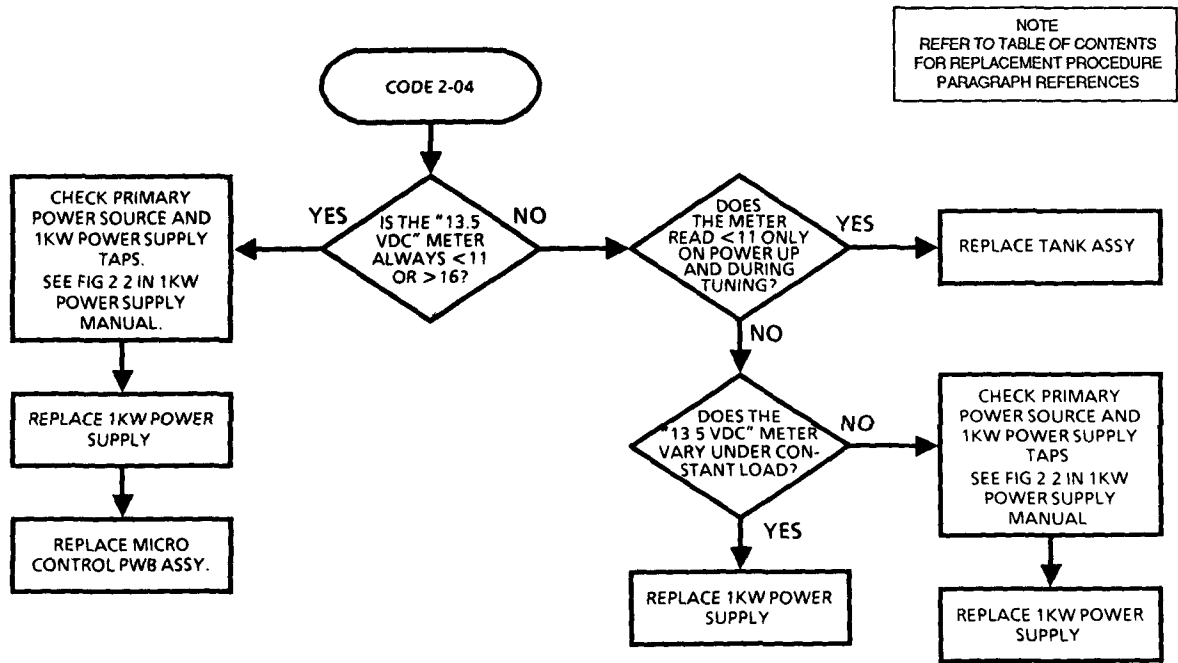 NOTE
REFER TO TABLE OF CONTENTS
FOR REPLACEMENT PROCEDURE
PARAGRAPH REFERENCES
CODE 2-04
IS THE "13.5
VDC" METER
ALWAYS <11
OR >16?
YES
NO
CHECK PRIMARY
POWER SOURCE AND
1KW POWER SUPPLY
TAPS.
SEE FIG 2 2 IN 1KW
POWER SUPPLY
MANUAL.
REPLACE 1KW POWER
SUPPLY
REPLACE MICRO
CONTROL PWB ASSY.
DOES
THE METER
READ <11 ONLY
ON POWER UP
AND DURING
TUNING?
YES
REPLACE TANK ASSY
NO
DOES THE
"13 5 VDC" METER
VARY UNDER CON-
STANT LOAD?
NO
CHECK PRIMARY
POWER SOURCE AND
1KW POWER SUPPLY
TAPS
SEE FIG 2 2 IN 1KW
POWER SUPPLY
MANUAL
REPLACE 1KW POWER
SUPPLY
YES
REPLACE 1KW POWER
SUPPLY